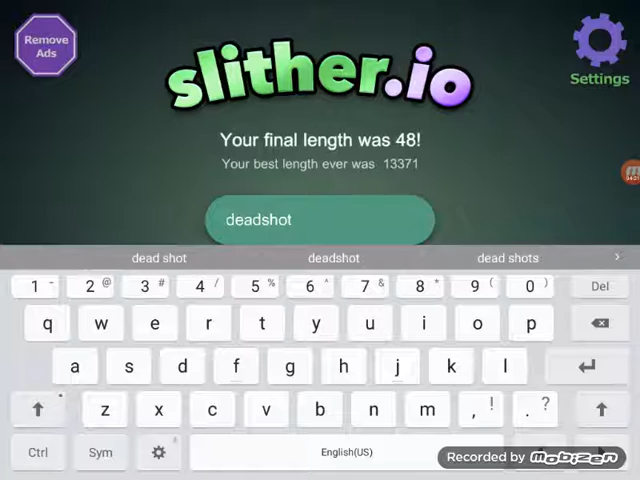 Remove
Ads
slither.io
Settings
Your final length was 48!
Your best length ever was 13371
deadshot
dead shot deadshot dead shots
1 - 2 @ 3 # 4 / 5 % 6 ^ 7 & 8 * 9 ( 0 ) Del
q w e r t y u i o p
a s d f g h j k l
z x c v b n m , ! . ?
Ctrl Sym English(US)
Recorded by mobizen